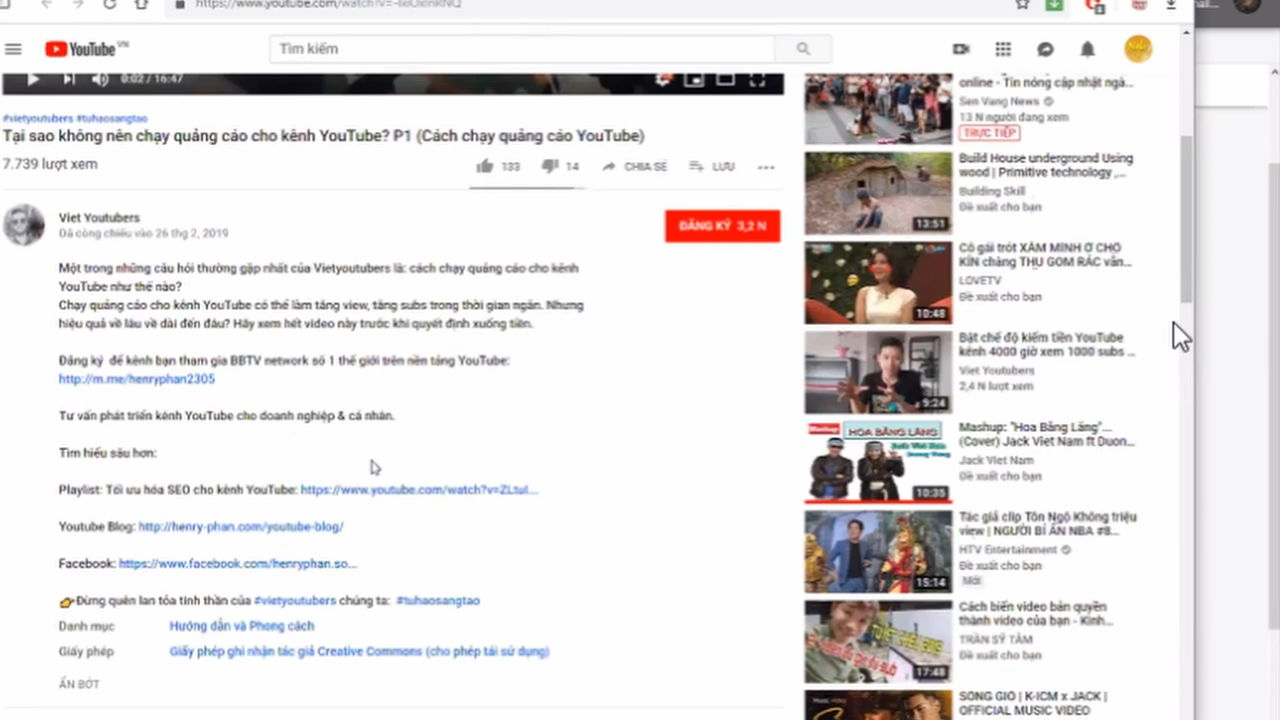 https://www.youtube.com/watch?v=
YouTube VN
Tìm kiếm
0:02 / 16:47
#vietyoutubers #tuhaosangtao
Tại sao không nên chạy quảng cáo cho kênh YouTube? P1 (Cách chạy quảng cáo YouTube)
7.739 lượt xem
133
14
CHIA SẺ
LƯU
Viet Youtubers
Đã công chiếu vào 26 thg 2, 2019
ĐĂNG KÝ 3,2 N
Một trong những câu hỏi thường gặp nhất của Vietyoutubers là: cách chạy quảng cáo cho kênh
YouTube như thế nào?
Chạy quảng cáo cho kênh YouTube có thể làm tăng view, tăng subs trong thời gian ngắn. Nhưng
hiệu quả về lâu về dài đến đâu? Hãy xem hết video này trước khi quyết định xuống tiền.
Đăng ký để kênh bạn tham gia BBTV network số 1 thế giới trên nền tảng YouTube:
http://m.me/henryphan2305
Tư vấn phát triển kênh YouTube cho doanh nghiệp & cá nhân.
Tìm hiểu sâu hơn:
Playlist: Tối ưu hóa SEO cho kênh YouTube: https://www.youtube.com/watch?v=ZLtul...
Youtube Blog: http://henry-phan.com/youtube-blog/
Facebook: https://www.facebook.com/henryphan.so...
👉Đừng quên lan tỏa tinh thần của #vietyoutubers chúng ta: #tuhaosangtao
Danh mục
Hướng dẫn và Phong cách
Giấy phép
Giấy phép ghi nhận tác giả Creative Commons (cho phép tái sử dụng)
ẨN BỚT
online - Tin nóng cập nhật ngà...
Sen Vang News
13 N người đang xem
TRỰC TIẾP
Build House underground Using
wood | Primitive technology ,...
Building Skill
Đề xuất cho bạn
13:51
Cô gái trót XĂM MÌNH Ở CHỖ
KÍN chàng THU GOM RÁC vẫn...
LOVETV
Đề xuất cho bạn
10:48
Bật chế độ kiếm tiền YouTube
kênh 4000 giờ xem 1000 subs ...
Viet Youtubers
2,4 N lượt xem
9:24
Mashup HOA BẰNG LĂNG
Mashup: "Hoa Bằng Lăng"...
(Cover) Jack Viet Nam ft Duon...
Jack Viet Nam
Đề xuất cho bạn
10:35
Tác giả clip Tôn Ngộ Không triệu
view | NGƯỜI BÍ ẨN NBA #8...
HTV Entertainment
Đề xuất cho bạn
Mới
15:14
Cách biến video bản quyền
thành video của bạn - Kinh...
TRẦN SỸ TÂM
Đề xuất cho bạn
17:48
SÓNG GIÓ | K-ICM x JACK |
OFFICIAL MUSIC VIDEO